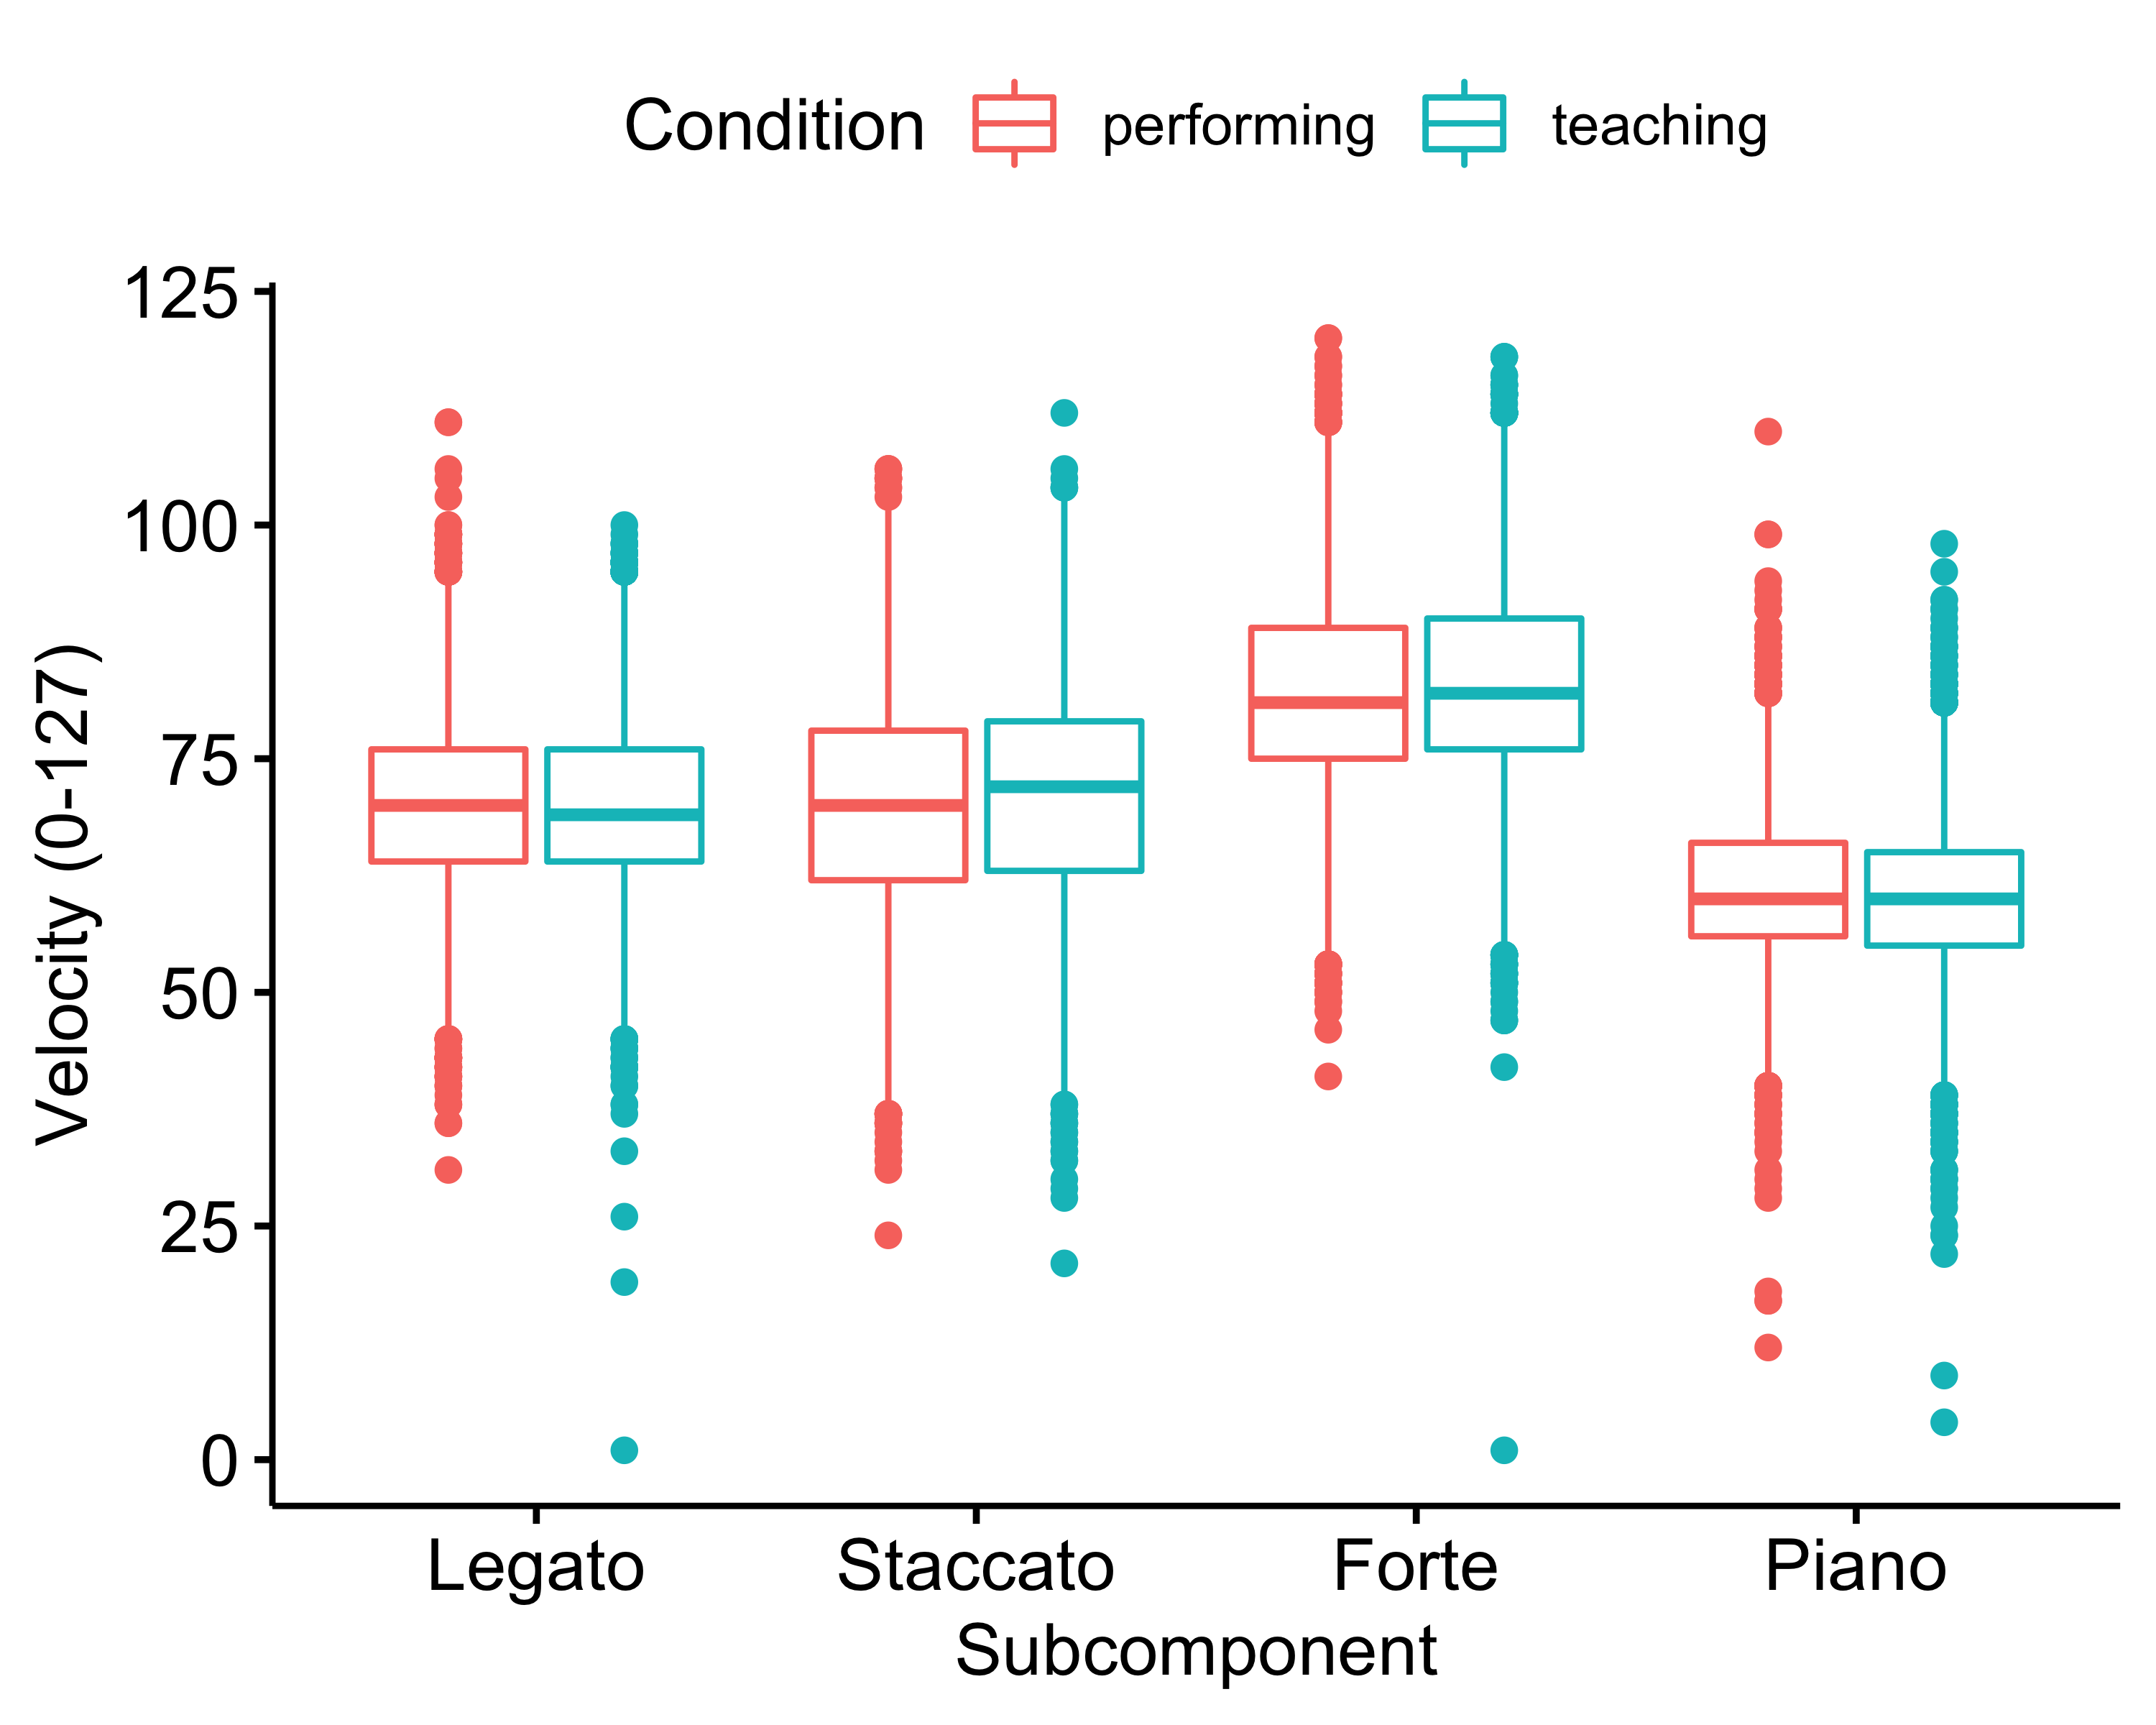 Condition performing teaching
125
100
75
50
25
0
Velocity (0-127)
Legato Staccato Forte Piano
Subcomponent